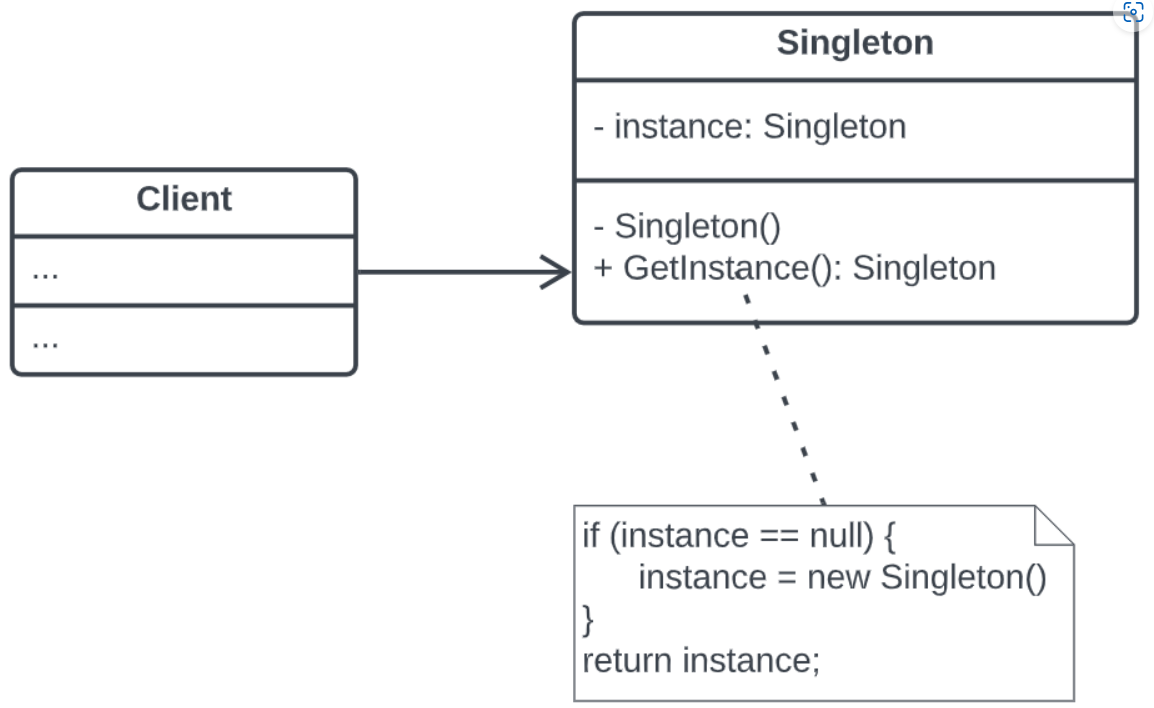 Singleton
- instance: Singleton
- Singleton()
+ GetInstance(): Singleton
Client
...
...
if (instance == null) {
instance = new Singleton()
}
return instance;